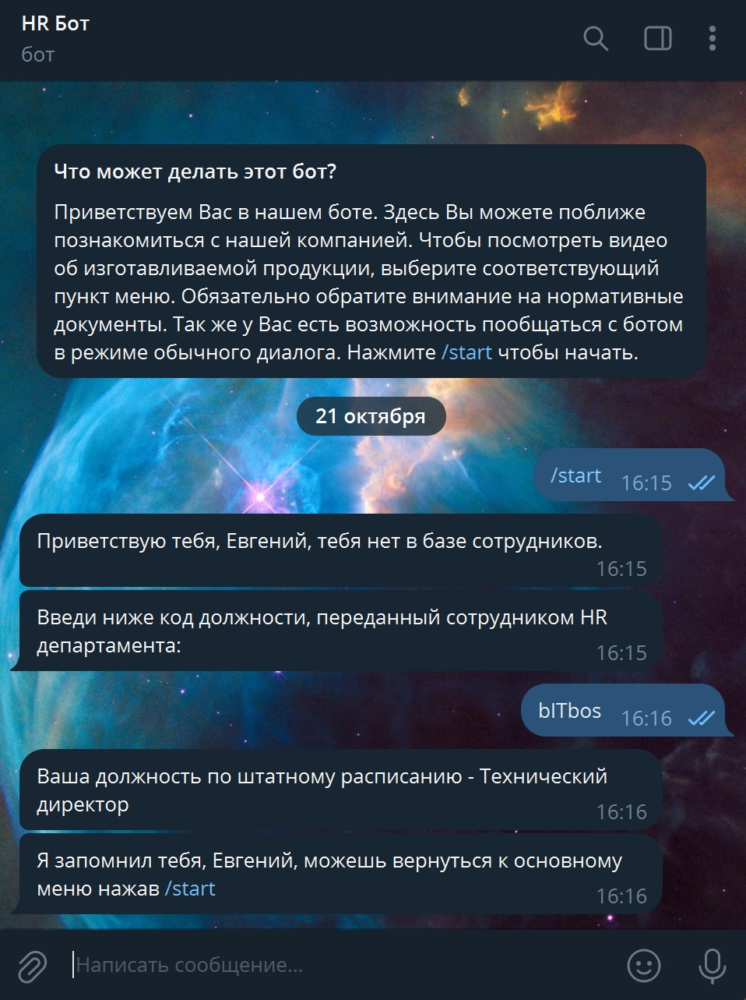 HR Бот
бот
Что может делать этот бот?
Приветствуем Вас в нашем боте. Здесь Вы можете поближе
познакомиться с нашей компанией. Чтобы посмотреть видео
об изготавливаемой продукции, выберите соответствующий
пункт меню. Обязательно обратите внимание на нормативные
документы. Так же у Вас есть возможность пообщаться с ботом
в режиме обычного диалога. Нажмите /start чтобы начать.
21 октября
/start 16:15
Приветствую тебя, Евгений, тебя нет в базе сотрудников.
16:15
Введи ниже код должности, переданный сотрудником HR
департамента: 16:15
bITbos 16:16
Ваша должность по штатному расписанию - Технический
директор 16:16
Я запомнил тебя, Евгений, можешь вернуться к основному
меню нажав /start 16:16
Написать сообщение...